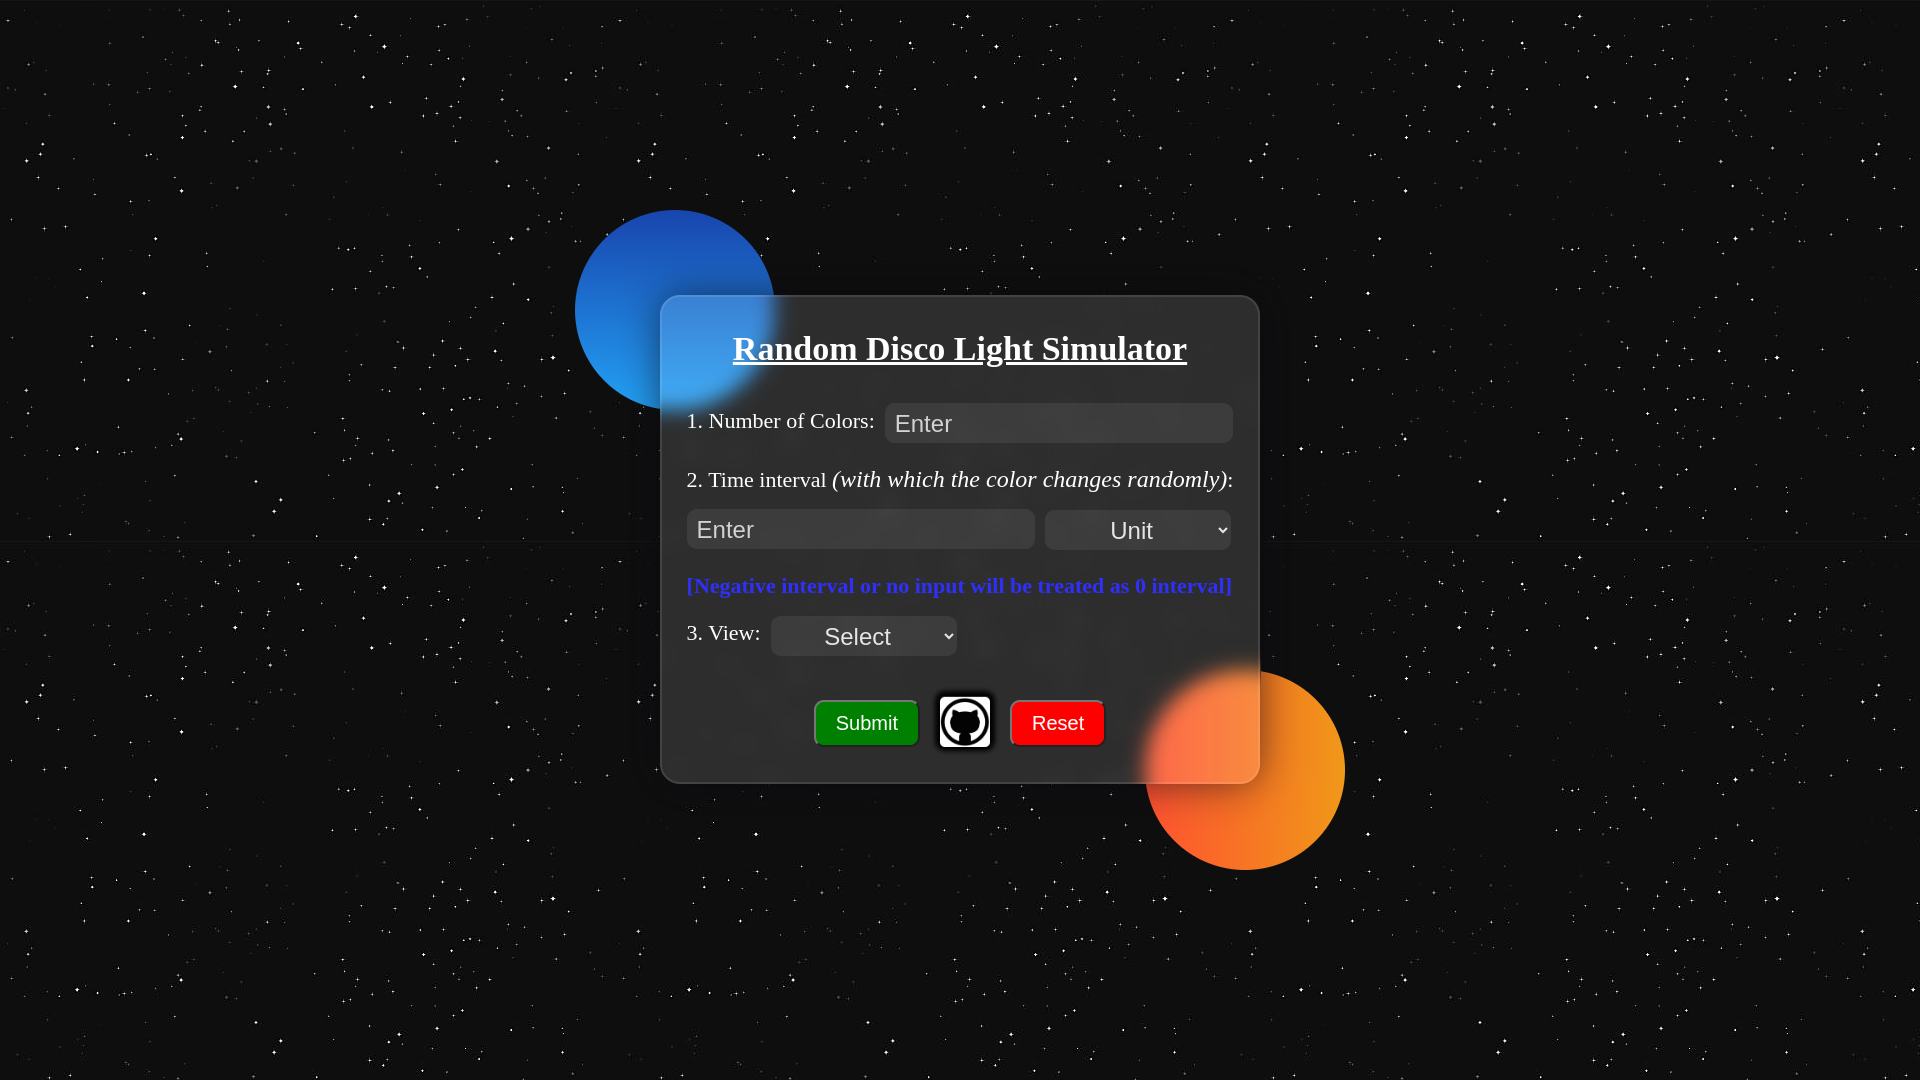 Random Disco Light Simulator
1. Number of Colors: Enter
2. Time interval (with which the color changes randomly):
Enter Unit
[Negative interval or no input will be treated as 0 interval]
3. View: Select
Submit Reset